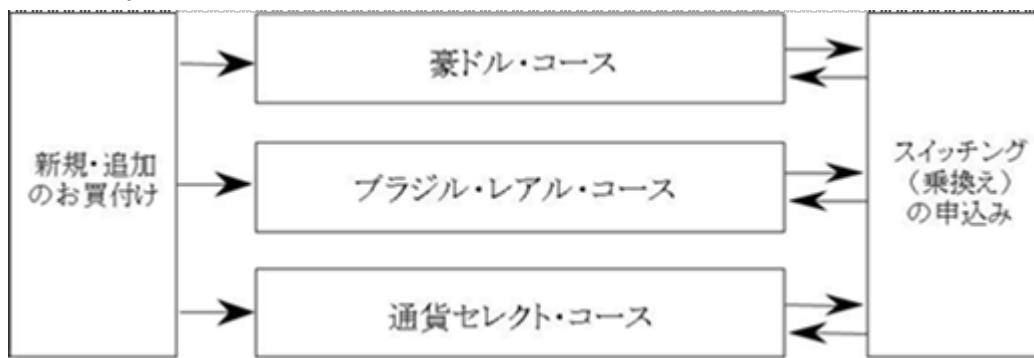 豪ドル・コース
新規・追加
のお買付け
ブラジル・レアル・コース
スイッチング
（乗換え）
の申込み
通貨セレクト・コース